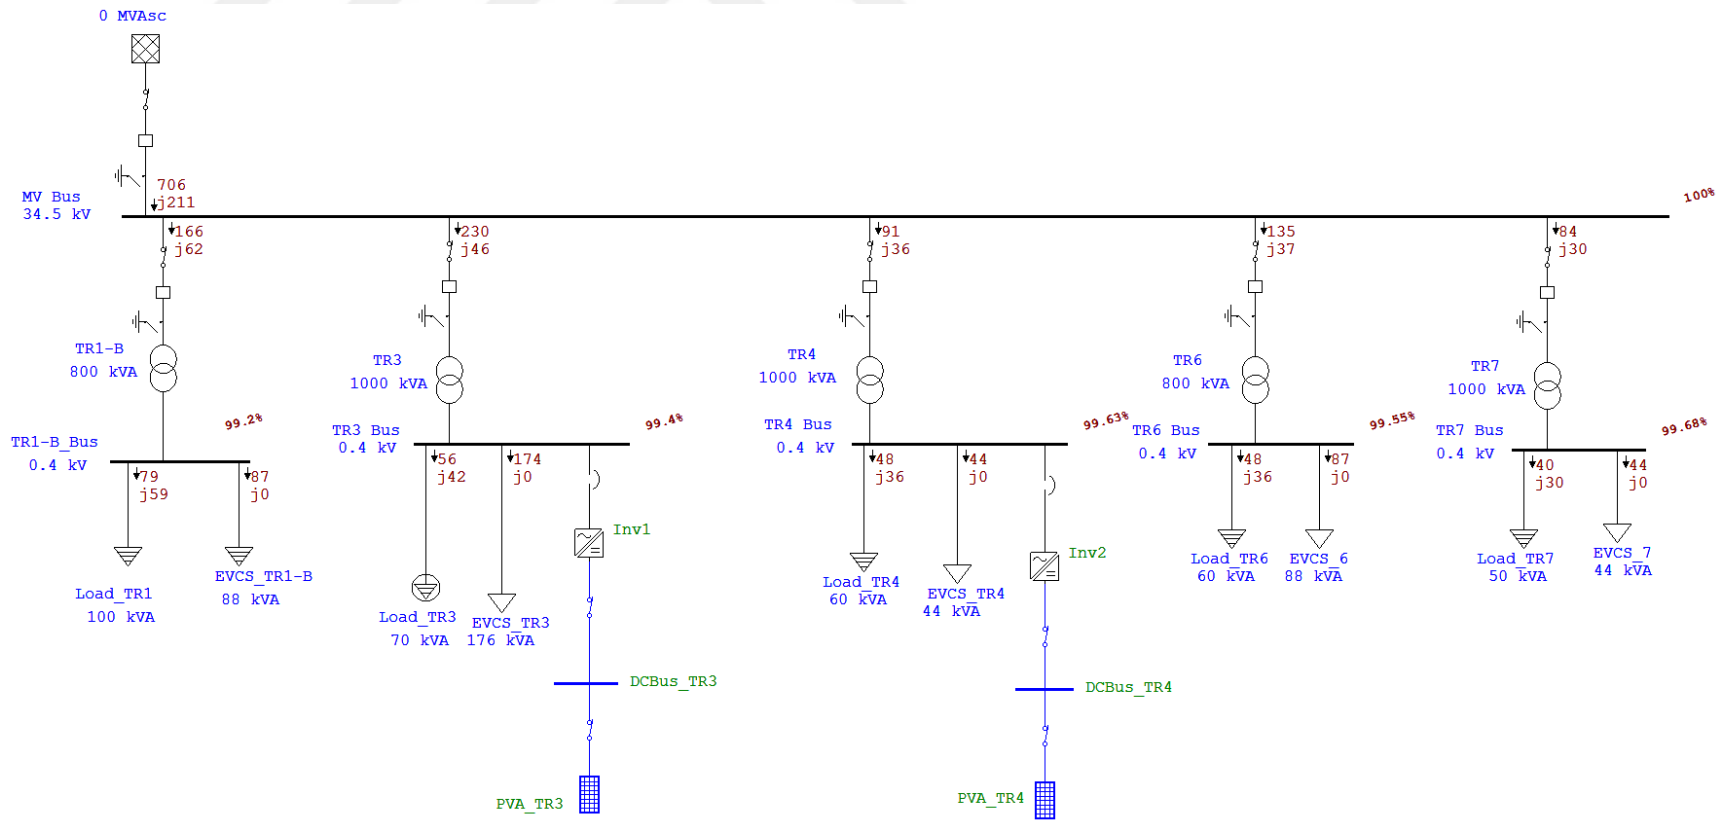 0 MVAsc
706
j211
MV Bus
34.5 kV
100%
166
j62
230
j46
91
j36
135
j37
84
j30
TR1-B
800 kVA
TR3
1000 kVA
TR4
1000 kVA
TR6
800 kVA
TR7
1000 kVA
99.2%
99.4%
99.63%
99.55%
99.68%
TR1-B_Bus
0.4 kV
TR3 Bus
0.4 kV
TR4 Bus
0.4 kV
TR6 Bus
0.4 kV
TR7 Bus
0.4 kV
79
j59
87
j0
56
j42
174
j0
48
j36
44
j0
48
j36
87
j0
40
j30
44
j0
Inv1
Inv2
Load_TR1
100 kVA
EVCS_TR1-B
88 kVA
Load_TR3
70 kVA
EVCS_TR3
176 kVA
Load_TR4
60 kVA
EVCS_TR4
44 kVA
Load_TR6
60 kVA
EVCS_6
88 kVA
Load_TR7
50 kVA
EVCS_7
44 kVA
DCBus_TR3
DCBus_TR4
PVA_TR3
PVA_TR4